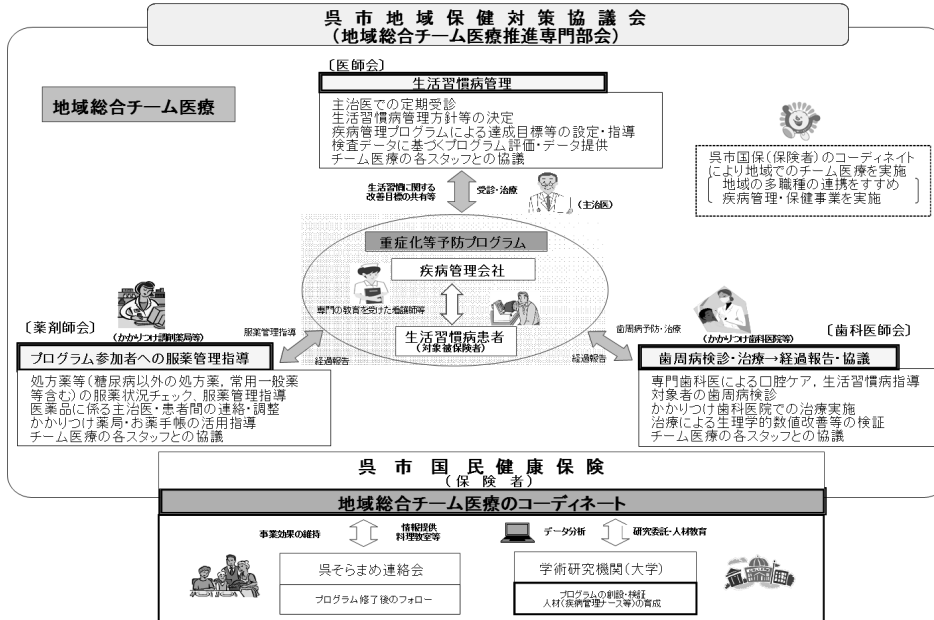 呉市地域保健対策協議会
（地域総合チーム医療推進専門部会）
地域総合チーム医療
〔医師会〕
生活習慣病管理
主治医での定期受診
生活習慣病管理方針等の決定
疾病管理プログラムによる達成目標等の設定・指導
検査データに基づくプログラム評価・データ提供
チーム医療の各スタッフとの協議
呉市国保（保険者）のコーディネイト
により地域でのチーム医療を実施
地域の多職種の連携をすすめ
疾病管理・保健事業を実施
生活習慣に関する
改善目標の共有等
受診・治療
（主治医）
重症化等予防プログラム
疾病管理会社
専門の教育を受けた看護師等
生活習慣病患者
（対象被保険者）
〔薬剤師会〕
（かかりつけ調剤薬局等）
服薬管理指導
経過報告
プログラム参加者への服薬管理指導
処方薬等（糖尿病以外の処方薬，常用一般薬
等含む）の服薬状況チェック、服薬管理指導
医薬品に係る主治医・患者間の連絡・調整
かかりつけ薬局・お薬手帳の活用指導
チーム医療の各スタッフとの協議
歯周病予防・治療
経過報告
（かかりつけ歯科医院等）
〔歯科医師会〕
歯周病検診・治療→経過報告・協議
専門歯科医による口腔ケア，生活習慣病指導
対象者の歯周病検診
かかりつけ歯科医院での治療実施
治療による生理学的数値改善等の検証
チーム医療の各スタッフとの協議
呉市国民健康保険
（保険者）
地域総合チーム医療のコーディネート
事業効果の維持
情報提供
料理教室等
データ分析
研究委託・人材教育
呉そらまめ連絡会
プログラム修了後のフォロー
学術研究機関（大学）
プログラムの創設・検証
人材（疾病管理ナース等）の育成